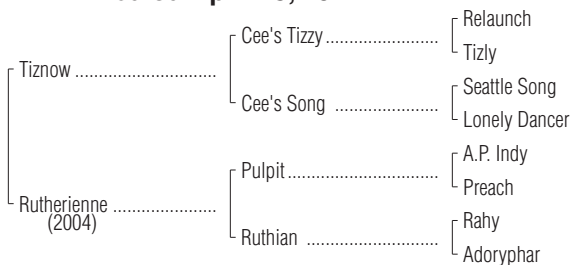 Relaunch
Cee's Tizzy ........................
Tizly
Tiznow ..............................
Seattle Song
Cee's Song ......................
Lonely Dancer
A.P. Indy
Pulpit................................
Preach
Rutherienne ......................
(2004)
Rahy
Ruthian ............................
Adoryphar